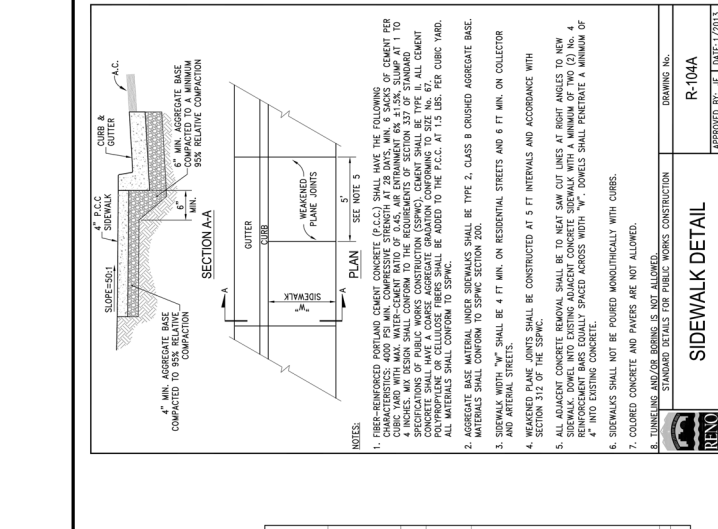 CURB &
GUTTER
A.C.
4" P.C.C
SIDEWALK
SLOPE=50:1
6"
MIN.
6" MIN. AGGREGATE BASE
COMPACTED TO A MINIMUM
95% RELATIVE COMPACTION
4" MIN. AGGREGATE BASE
COMPACTED TO 95% RELATIVE
COMPACTION
SECTION A-A
A
GUTTER
CURB
"W"
SIDEWALK
WEAKENED
PLANE JOINTS
5'
SEE NOTE 5
A
PLAN
NOTES:
1. FIBER-REINFORCED PORTLAND CEMENT CONCRETE (P.C.C.) SHALL HAVE THE FOLLOWING
CHARACTERISTICS: 4000 PSI MIN. COMPRESSIVE STRENGTH AT 28 DAYS, MIN. 6 SACKS OF CEMENT PER
CUBIC YARD WITH MAX. WATER-CEMENT RATIO OF 0.45, AIR ENTRAINMENT 6% ±1.5%, SLUMP AT 1 TO
4 INCHES. MIX DESIGN SHALL CONFORM TO THE REQUIREMENTS OF SECTION 337 OF STANDARD
SPECIFICATIONS OF PUBLIC WORKS CONSTRUCTION (SSPWC). CEMENT SHALL BE TYPE II. ALL CEMENT
CONCRETE SHALL HAVE A COARSE AGGREGATE GRADATION CONFORMING TO SIZE No. 67.
POLYPROPYLENE OR CELLULOSE FIBERS SHALL BE ADDED TO THE P.C.C. AT 1.5 LBS. PER CUBIC YARD.
ALL MATERIALS SHALL CONFORM TO SSPWC.
2. AGGREGATE BASE MATERIAL UNDER SIDEWALKS SHALL BE TYPE 2, CLASS B CRUSHED AGGREGATE BASE.
MATERIALS SHALL CONFORM TO SSPWC SECTION 200.
3. SIDEWALK WIDTH "W" SHALL BE 4 FT MIN. ON RESIDENTIAL STREETS AND 6 FT MIN. ON COLLECTOR
AND ARTERIAL STREETS.
4. WEAKENED PLANE JOINTS SHALL BE CONSTRUCTED AT 5 FT INTERVALS AND ACCORDANCE WITH
SECTION 312 OF THE SSPWC.
5. ALL ADJACENT CONCRETE REMOVAL SHALL BE TO NEAT SAW CUT LINES AT RIGHT ANGLES TO NEW
SIDEWALK. DOWEL INTO EXISTING ADJACENT CONCRETE SIDEWALK WITH A MINIMUM OF TWO (2) No. 4
REINFORCEMENT BARS EQUALLY SPACED ACROSS WIDTH "W". DOWELS SHALL PENETRATE A MINIMUM OF
4" INTO EXISTING CONCRETE.
6. SIDEWALKS SHALL NOT BE POURED MONOLITHICALLY WITH CURBS.
7. COLORED CONCRETE AND PAVERS ARE NOT ALLOWED.
8. TUNNELING AND/OR BORING IS NOT ALLOWED.
RENO
STANDARD DETAILS FOR PUBLIC WORKS CONSTRUCTION
SIDEWALK DETAIL
DRAWING No.
R-104A
APPROVED BY: JF DATE: 1/2013